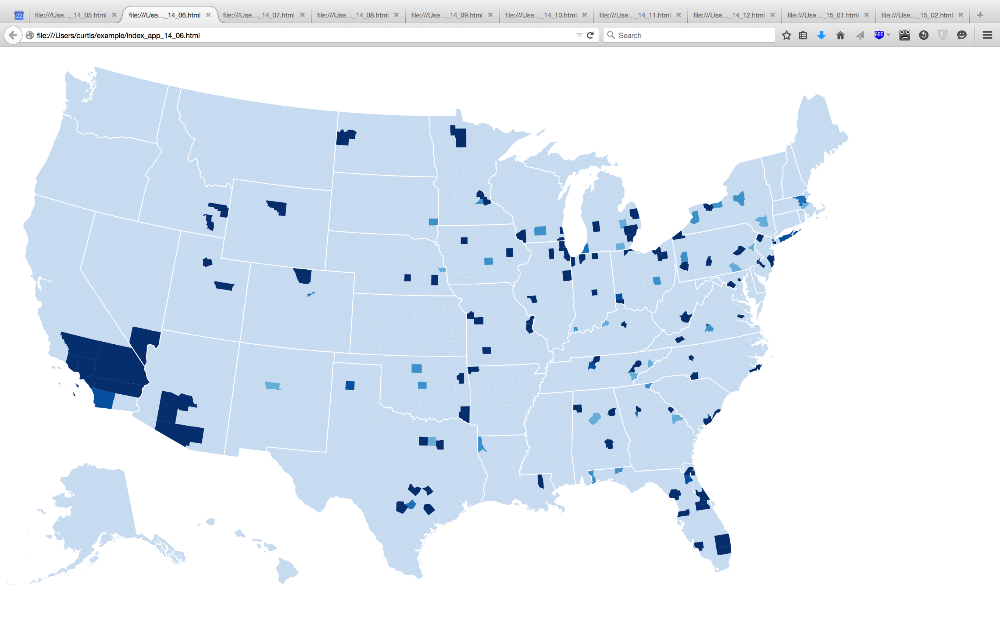 22 file:///Use..._14_05.html file:///Use..._14_06.html file:///Use..._14_07.html file:///Use..._14_08.html file:///Use..._14_09.html file:///Use..._14_10.html file:///Use..._14_11.html file:///Use..._14_12.html file:///Use..._15_01.html file:///Use..._15_02.html
file:///Users/curtis/example/index_app_14_06.html Search ABE